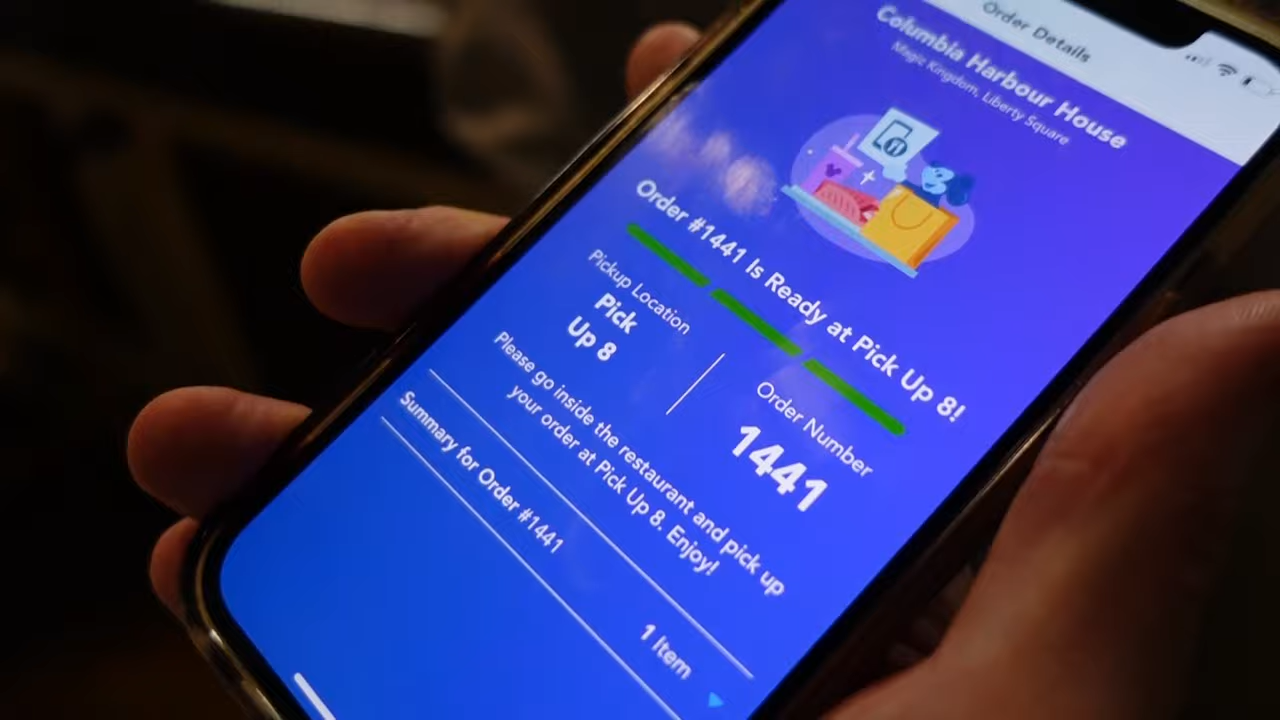 Order Details
Columbia Harbour House
Magic Kingdom, Liberty Square
Order #1441 Is Ready at Pick Up 8!
Pickup Location
Pick
Up 8
Order Number
1441
Please go inside the restaurant and pick up
your order at Pick Up 8. Enjoy!
Summary for Order #1441
1 Item